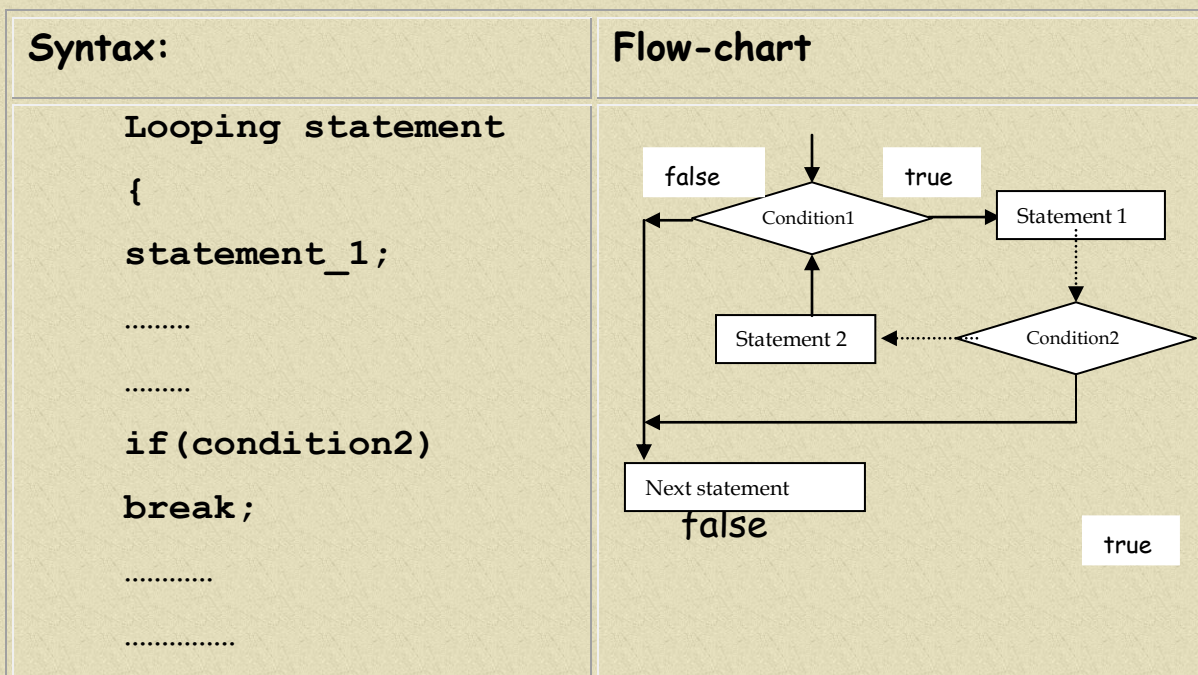 Syntax:
Flow-chart
Looping statement
{
statement_1;
.........
.........
if(condition2)
break;
............
...............
false
true
Condition1
Statement 1
Statement 2
Condition2
Next statement
false
true